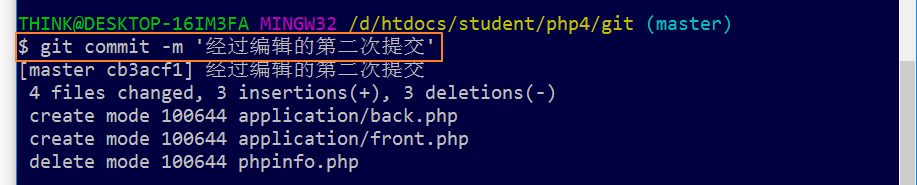 THINK@DESKTOP-16IM3FA MINGW32 /d/htdocs/student/php4/git (master)
$ git commit -m '经过编辑的第二次提交'
[master cb3acf1] 经过编辑的第二次提交
4 files changed, 3 insertions(+), 3 deletions(-)
create mode 100644 application/back.php
create mode 100644 application/front.php
delete mode 100644 phpinfo.php